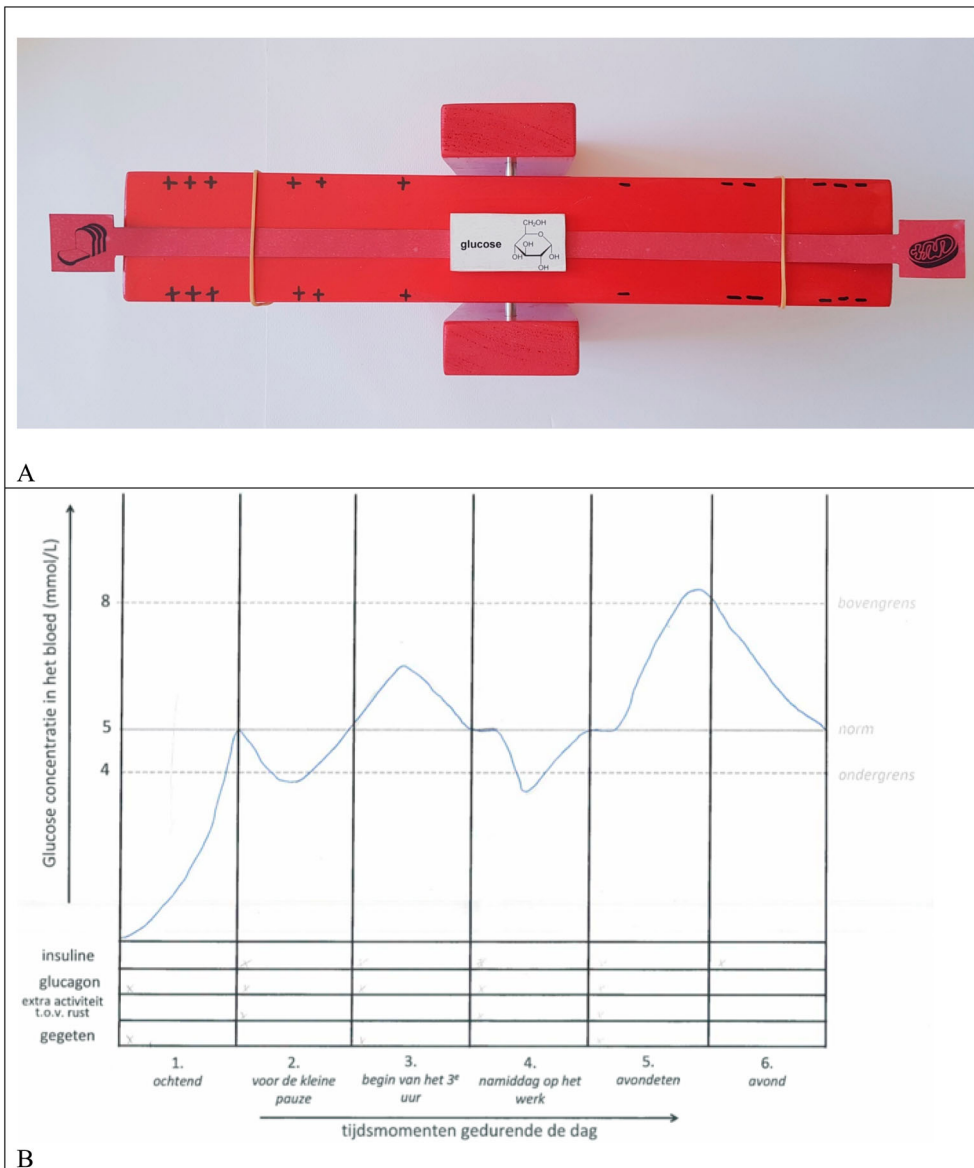 +++ ++ + - -- ---
CH₂OH
glucose
O
OH
OH
OH
OH
+++ ++ + - -- ---
A
Glucose concentratie in het bloed (mmol/L)
8
bovengrens
5
norm
4
ondergrens
insuline x x x x x
glucagon x x x x x
extra activiteit
t.o.v. rust x x x
gegeten x x x
1. 2. 3. 4. 5. 6.
ochtend voor de kleine begin van het 3e namiddag op het avondeten avond
pauze uur werk
tijdsmomenten gedurende de dag
B